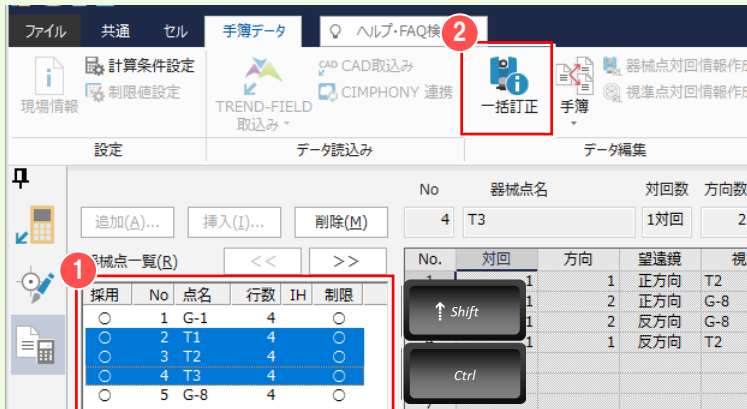 ファイル 共通 セル 手簿データ ヘルプ・FAQ検
2
計算条件設定
制限値設定
現場情報
設定
TREND-FIELD
取込み
CAD CAD取込み
CIMPHONY 連携
データ読込み
一括訂正
手簿
器械点対回情報作成
視準点対回情報作成
データ編集
No 器械点名 対回数 方向数
追加(A)... 挿入(I)... 削除(M) 4 T3 1対回 2
1
器械点一覧(R) << >>
採用 No 点名 行数 IH 制限
○ 1 G-1 4 ○
○ 2 T1 4 ○
○ 3 T2 4 ○
○ 4 T3 4 ○
○ 5 G-8 4 ○
No. 対回 方向 望遠鏡 視
1 1 1 正方向 T2
1 2 正方向 G-8
1 2 反方向 G-8
1 1 反方向 T2
Shift
Ctrl
7